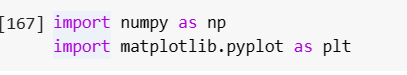 [167] import numpy as np
import matplotlib.pyplot as plt